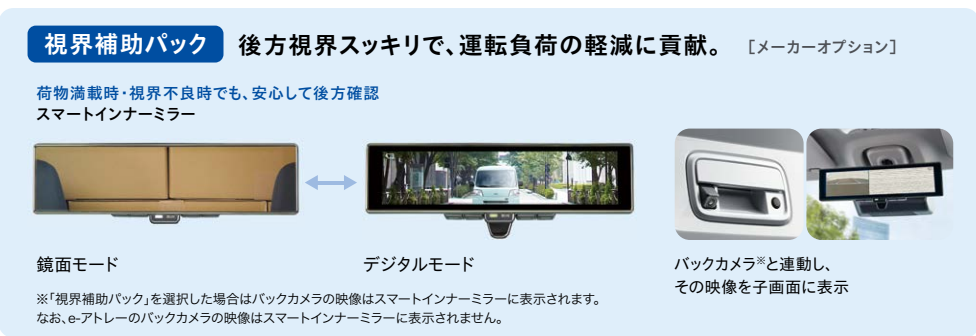 視界補助パック 後方視界スッキリで、運転負荷の軽減に貢献。 [メーカーオプション]
荷物満載時・視界不良時でも、安心して後方確認
スマートインナーミラー
鏡面モード
デジタルモード
バックカメラ※と連動し、
その映像を子画面に表示
※「視界補助パック」を選択した場合はバックカメラの映像はスマートインナーミラーに表示されます。
なお、e-アトレーのバックカメラの映像はスマートインナーミラーに表示されません。